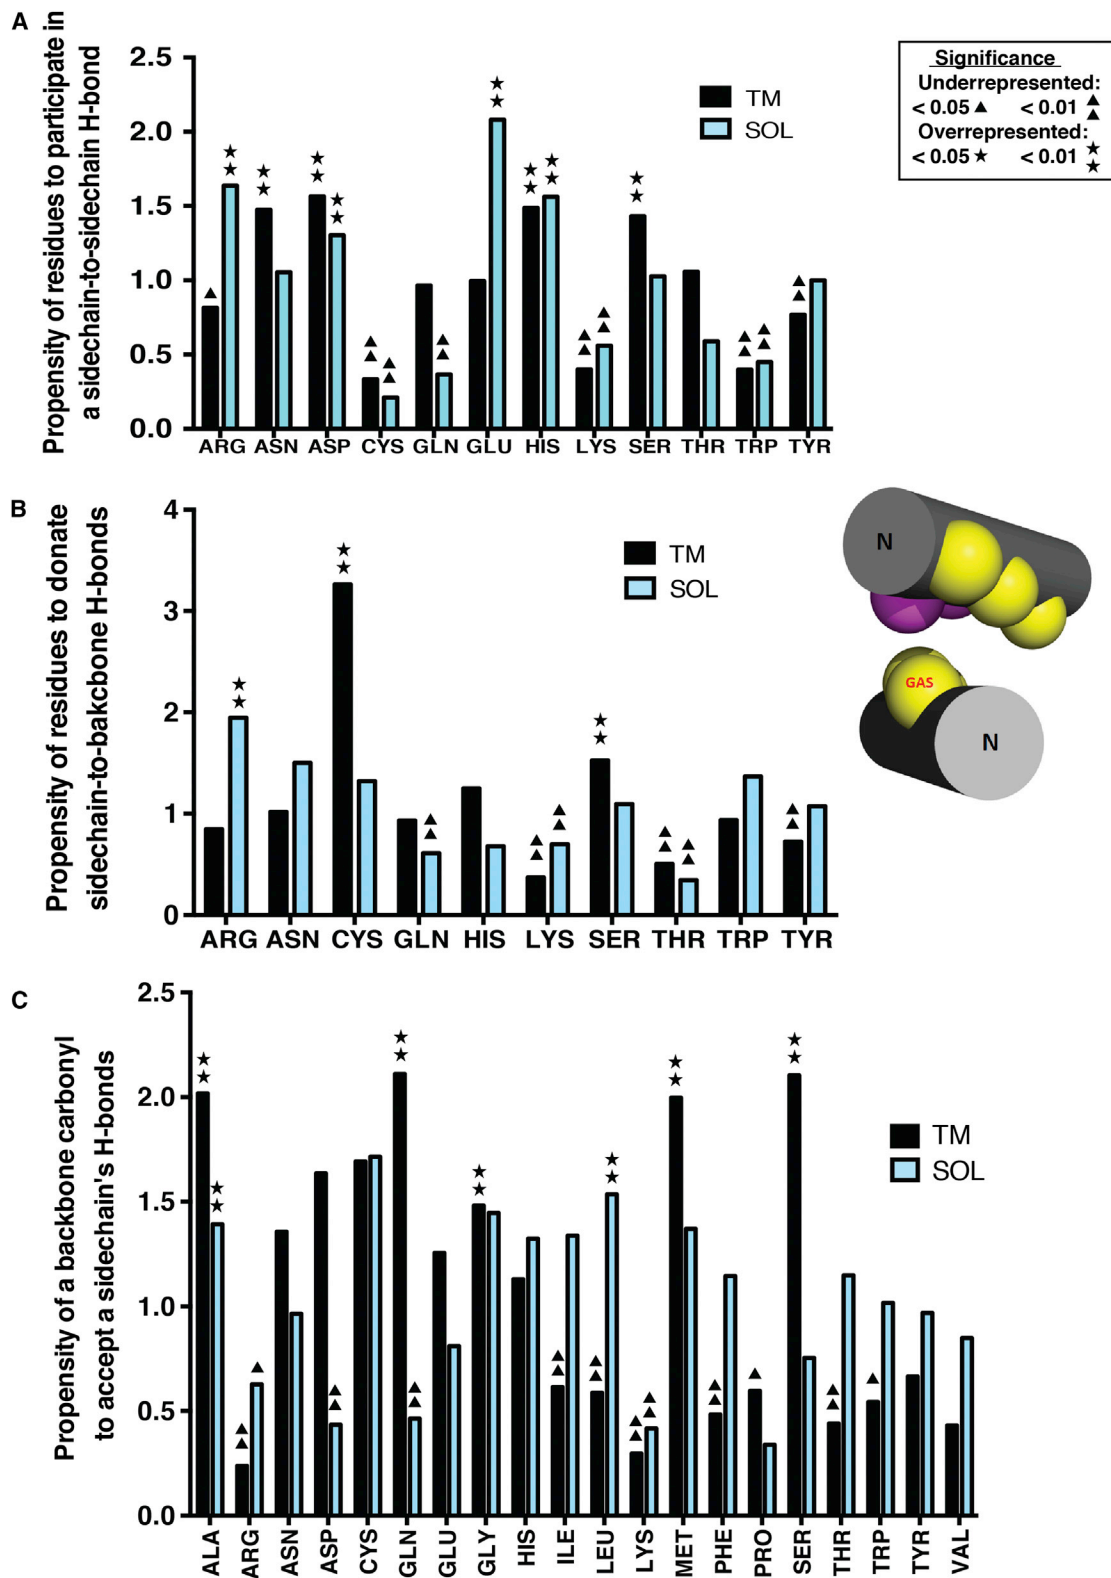 A
Propensity of residues to participate in
a sidechain-to-sidechain H-bond
2.5
2.0
1.5
1.0
0.5
0.0
TM
SOL
ARG ASN ASP CYS GLN GLU HIS LYS SER THR TRP TYR
Significance
Underrepresented:
< 0.05 ▲ < 0.01 ▲▲
Overrepresented:
< 0.05 ★ < 0.01 ★★
B
Propensity of residues to donate
sidechain-to-bakcbone H-bonds
4
3
2
1
0
TM
SOL
ARG ASN CYS GLN HIS LYS SER THR TRP TYR
N
GAS
N
C
Propensity of a backbone carbonyl
to accept a sidechain's H-bonds
2.5
2.0
1.5
1.0
0.5
0.0
TM
SOL
ALA ARG ASN ASP CYS GLN GLU GLY HIS ILE LEU LYS MET PHE PRO SER THR TRP TYR VAL